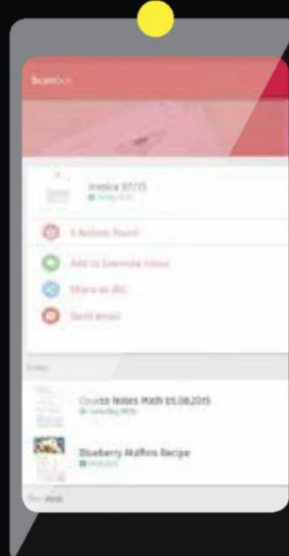 Scanbot
Invoice 07/15
5 Actions Found
Add to Evernote Inbox
Share as JPG
Send email
Course Notes Math 05.08.2015
Blueberry Muffins Recipe